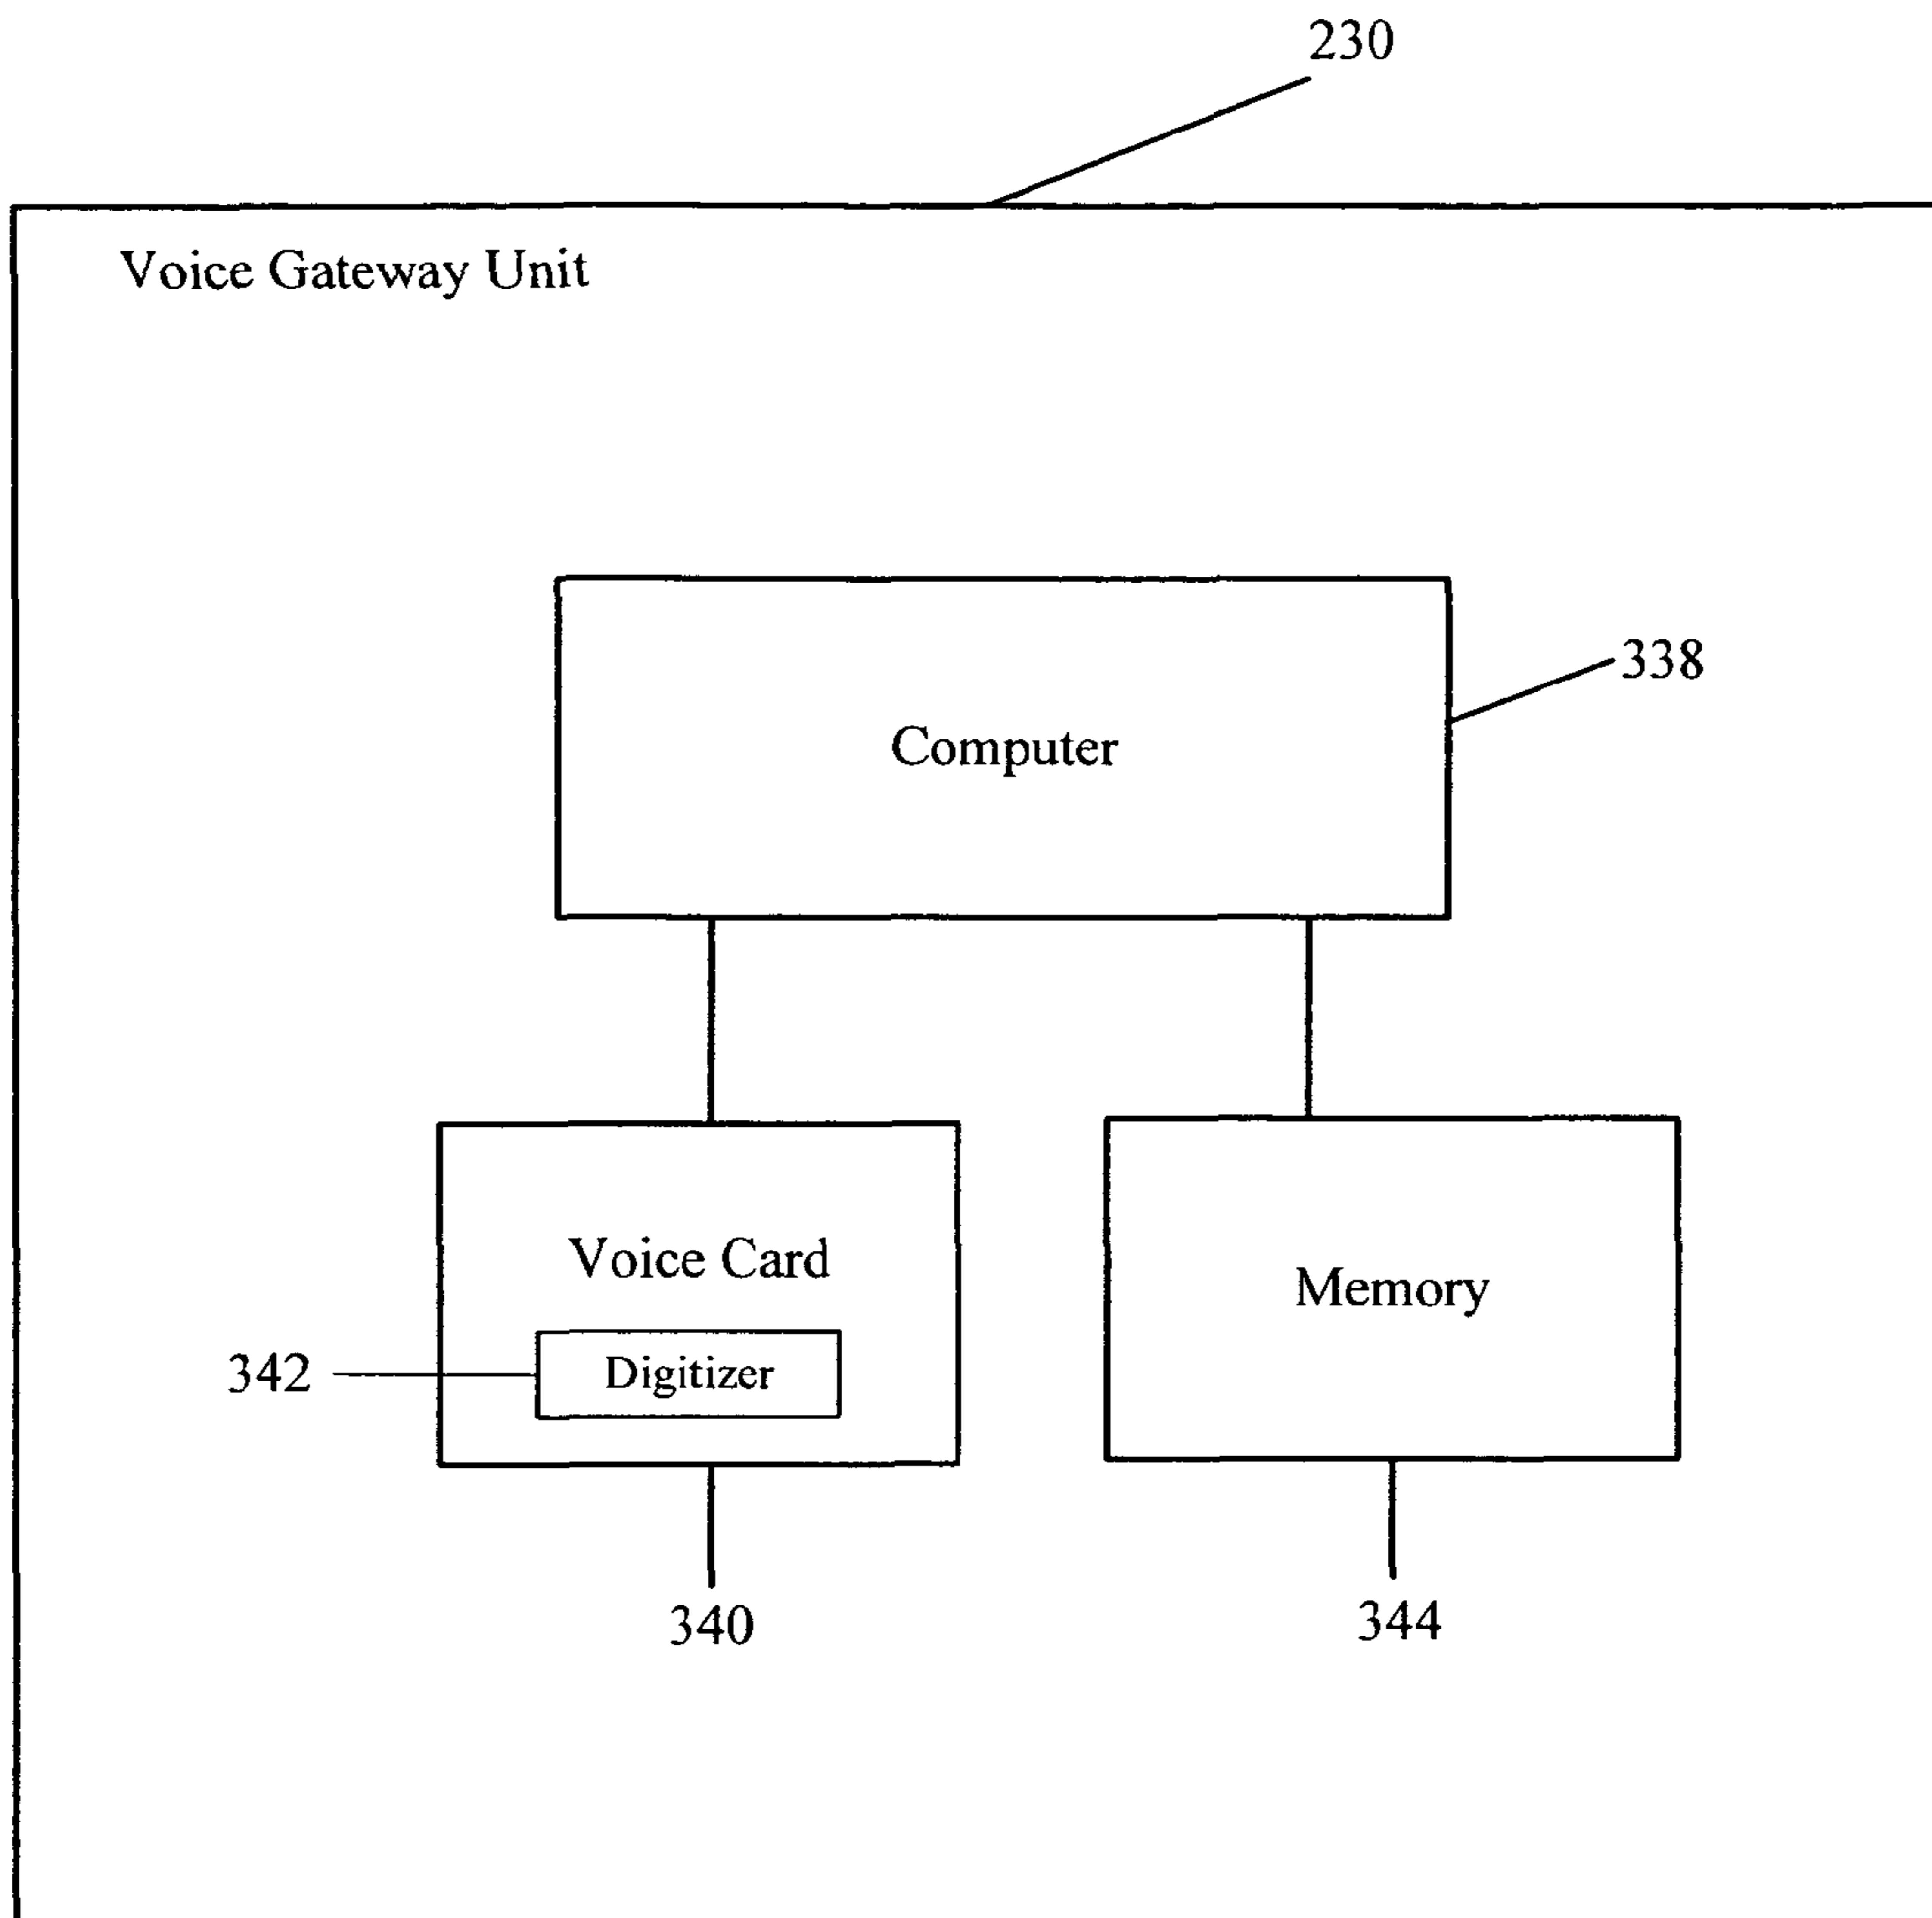 230
Voice Gateway Unit
338
Computer
Voice Card
Memory
342
Digitizer
340
344